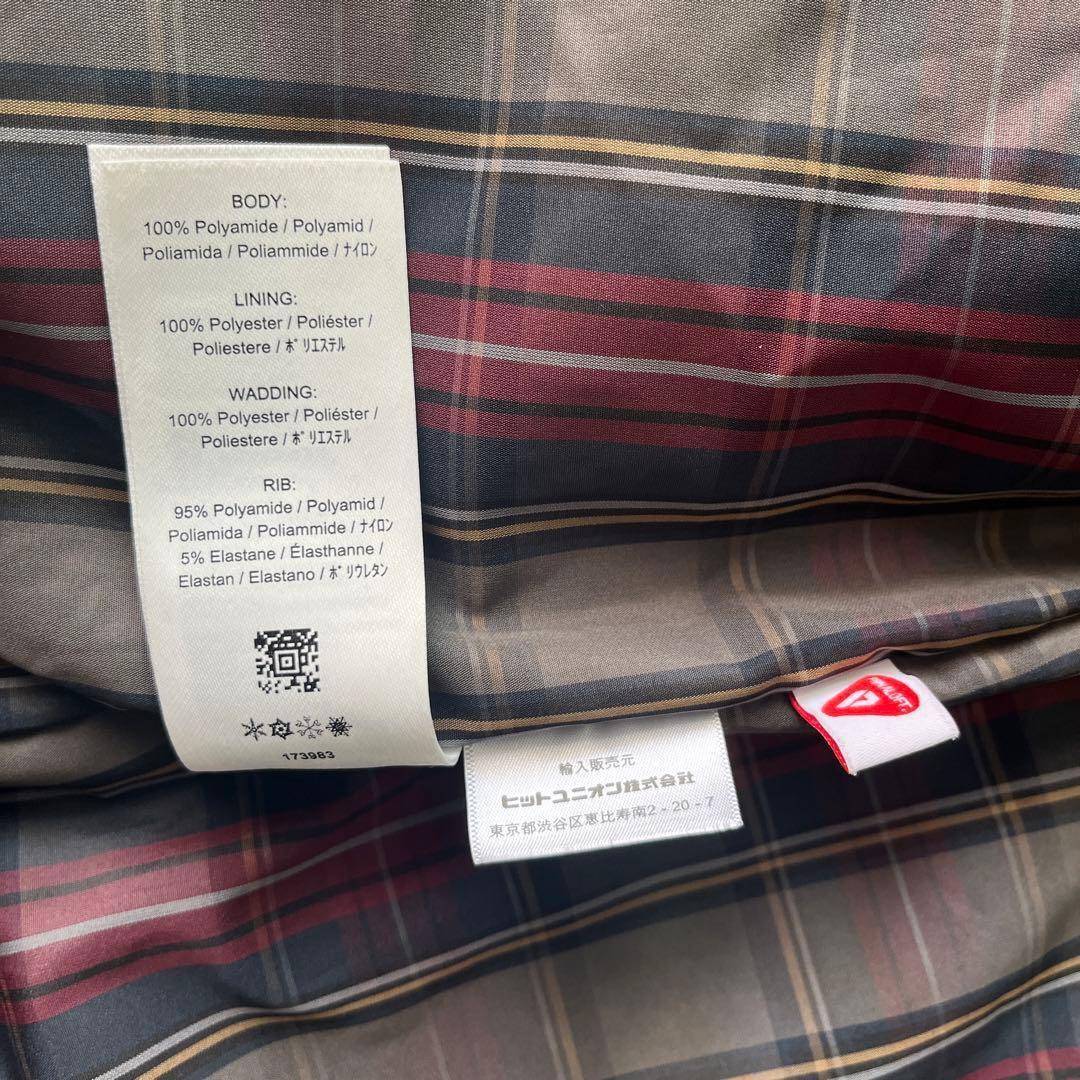 BODY:
100% Polyamide / Polyamid /
Poliamida / Poliammide / ﾅｲﾛﾝ
LINING:
100% Polyester / Poliéster /
Poliestere / ﾎﾟﾘｴｽﾃﾙ
WADDING:
100% Polyester / Poliéster /
Poliestere / ﾎﾟﾘｴｽﾃﾙ
RIB:
95% Polyamide / Polyamid /
Poliamida / Poliammide / ﾅｲﾛﾝ
5% Elastane / Élasthanne /
Elastan / Elastano / ﾎﾟﾘｳﾚﾀﾝ
173983
輸入販売元
ヒットユニオン株式会社
東京都渋谷区恵比寿南2-20-7
PRIMALOFT